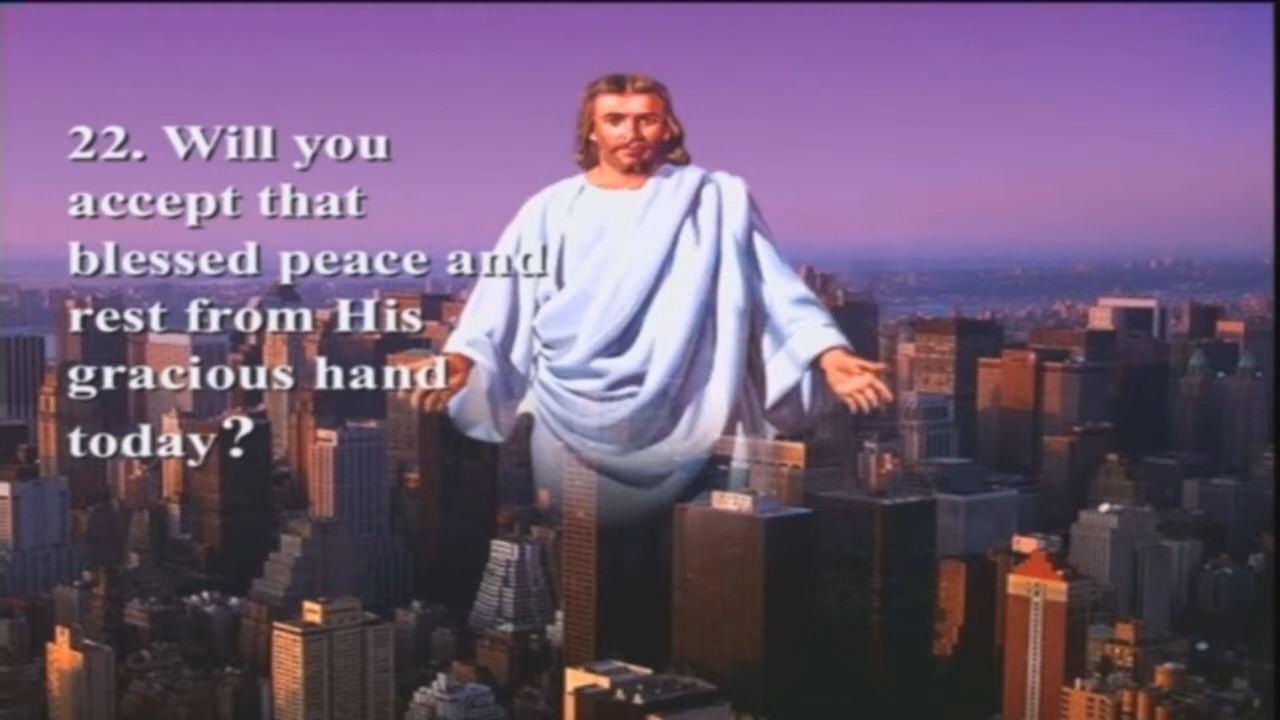 22. Will you
accept that
blessed peace and
rest from His
gracious hand
today?